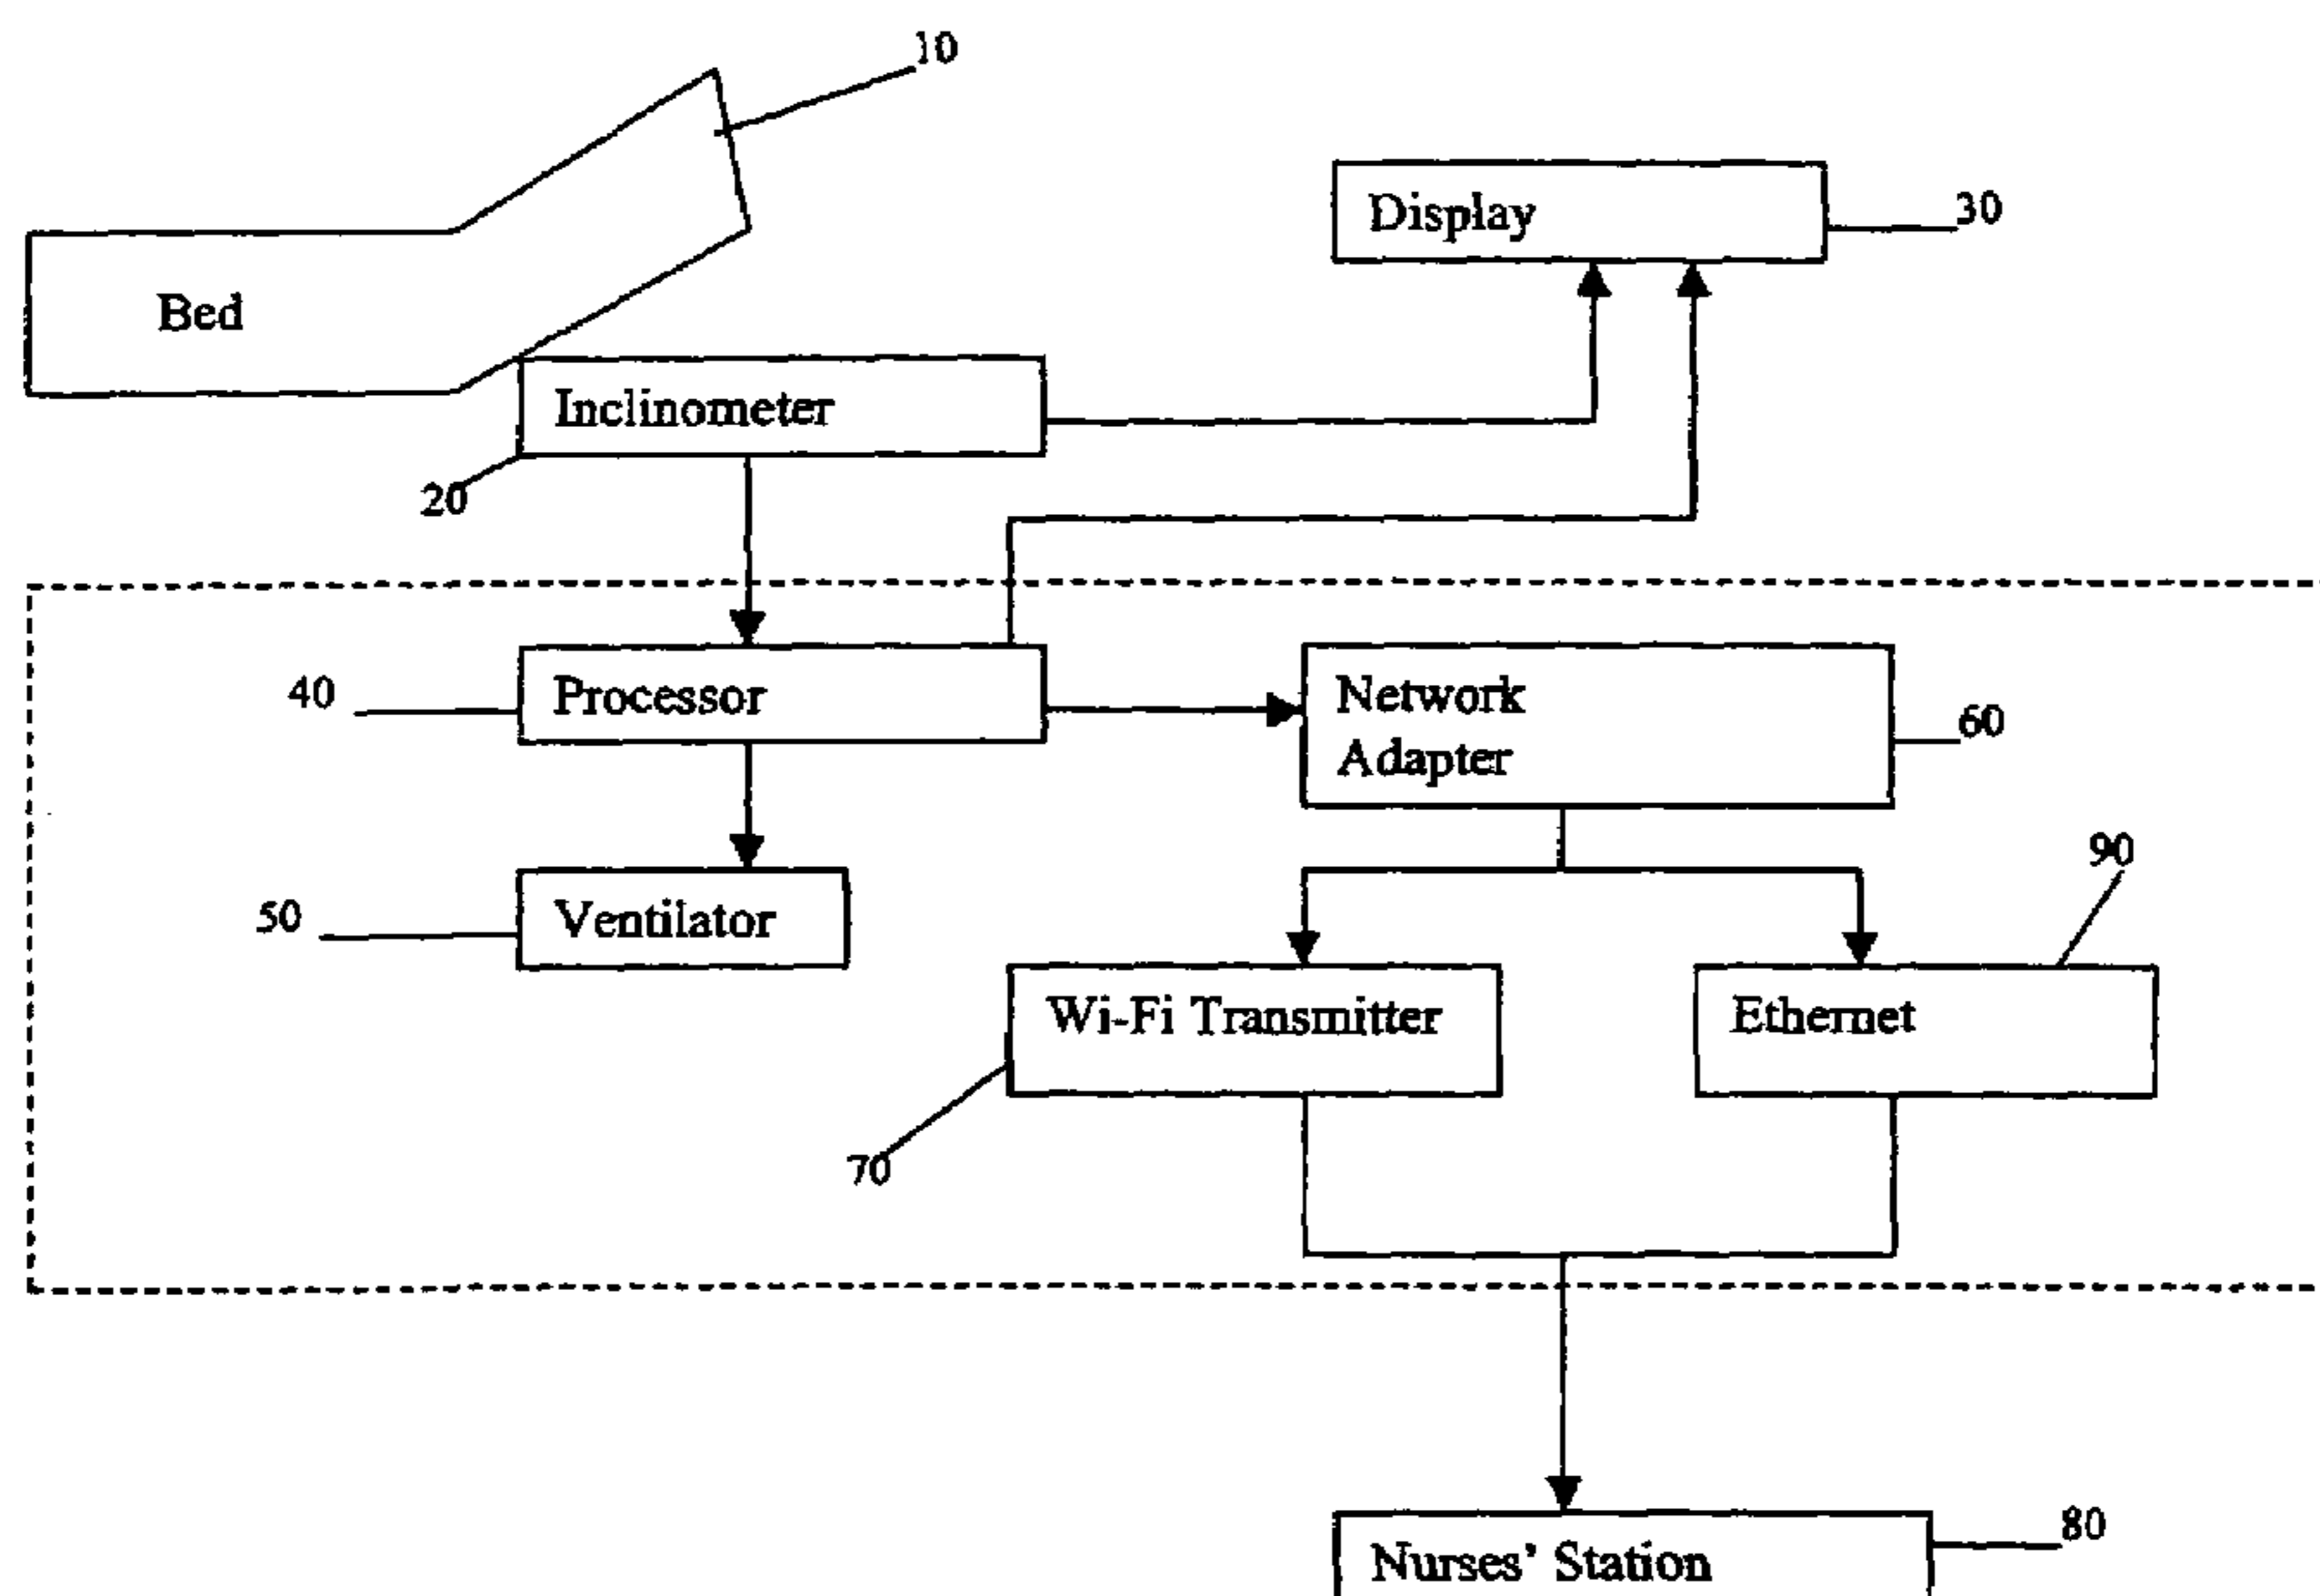 10
Display
30
Bed
Inclinometer
20
Processor
40
Network
Adapter
60
Ventilator
50
90
Wi-Fi Transmitter
Ethernet
70
80
Nurses' Station